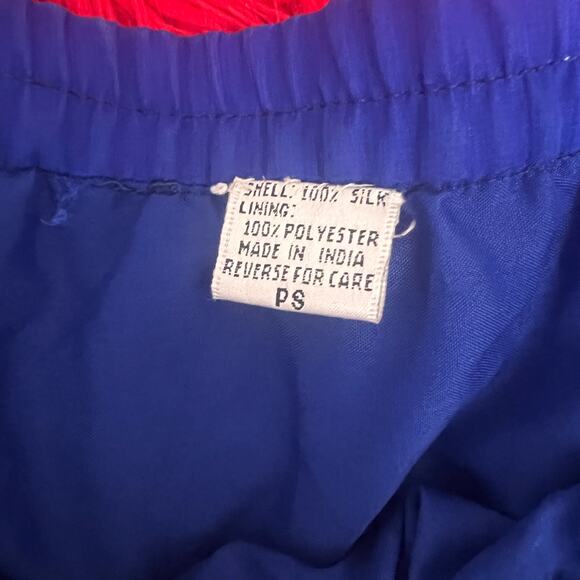 SHELL: 100% SILK
LINING:
100% POLYESTER
MADE IN INDIA
REVERSE FOR CARE
PS